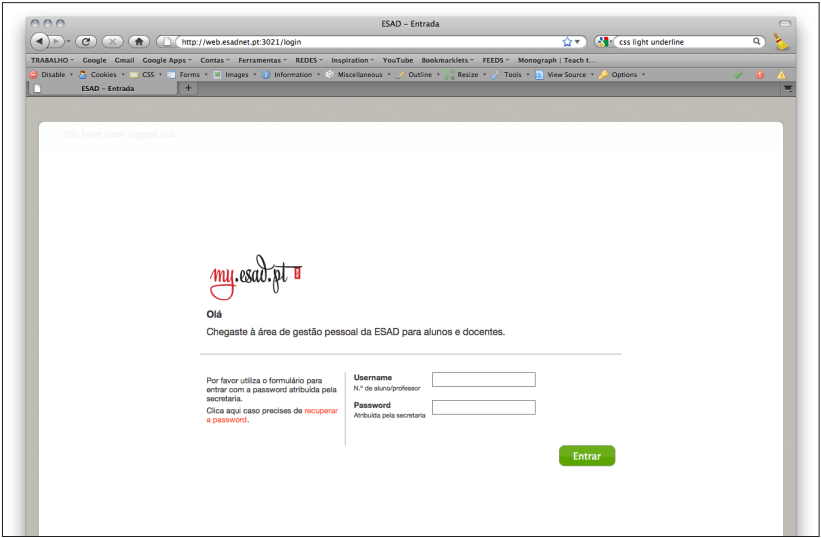 ESAD – Entrada
http://web.esadnet.pt:3021/login
css light underline
TRABALHO Google Gmail Google Apps Contas Ferramentas REDES Inspiration YouTube Bookmarklets FEEDS Monograph | Teach t...
Disable Cookies CSS Forms Images Information Miscellaneous Outline Resize Tools View Source Options
ESAD – Entrada
You have been logged out.
my.esad.pt
Olá
Chegaste à área de gestão pessoal da ESAD para alunos e docentes.
Por favor utiliza o formulário para
entrar com a password atribuída pela
secretaria.
Clica aqui caso precises de recuperar
a password.
Username
N.º de aluno/professor
Password
Atribuída pela secretaria
Entrar